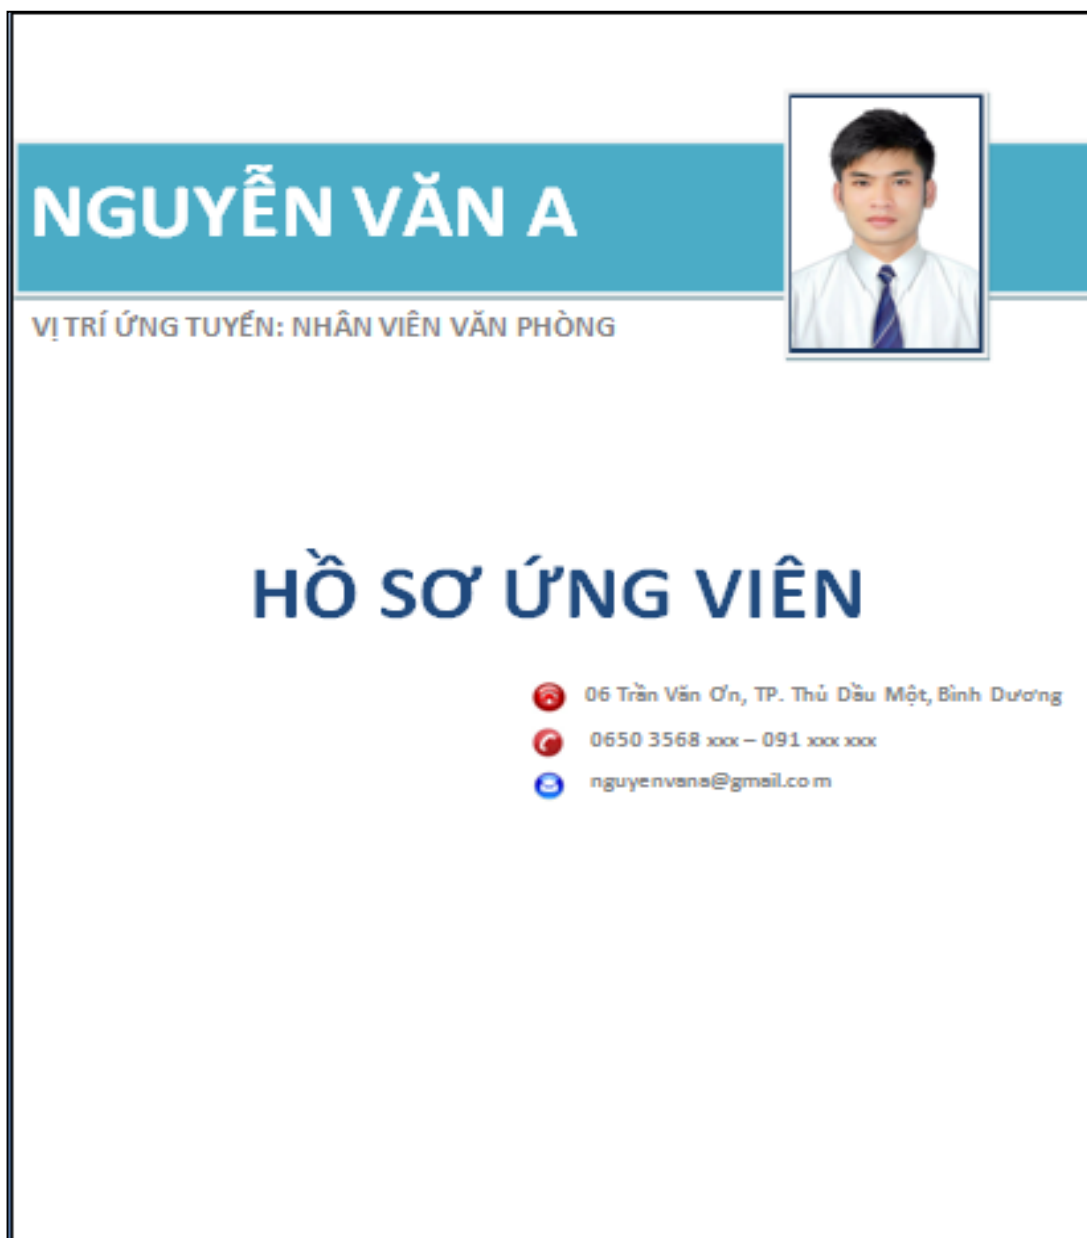 NGUYỄN VĂN A
VỊ TRÍ ỨNG TUYỂN: NHÂN VIÊN VĂN PHÒNG
HỒ SƠ ỨNG VIÊN
06 Trần Văn Ơn, TP. Thủ Dầu Một, Bình Dương
0650 3568 xxx – 091 xxx xxx
nguyenvana@gmail.com